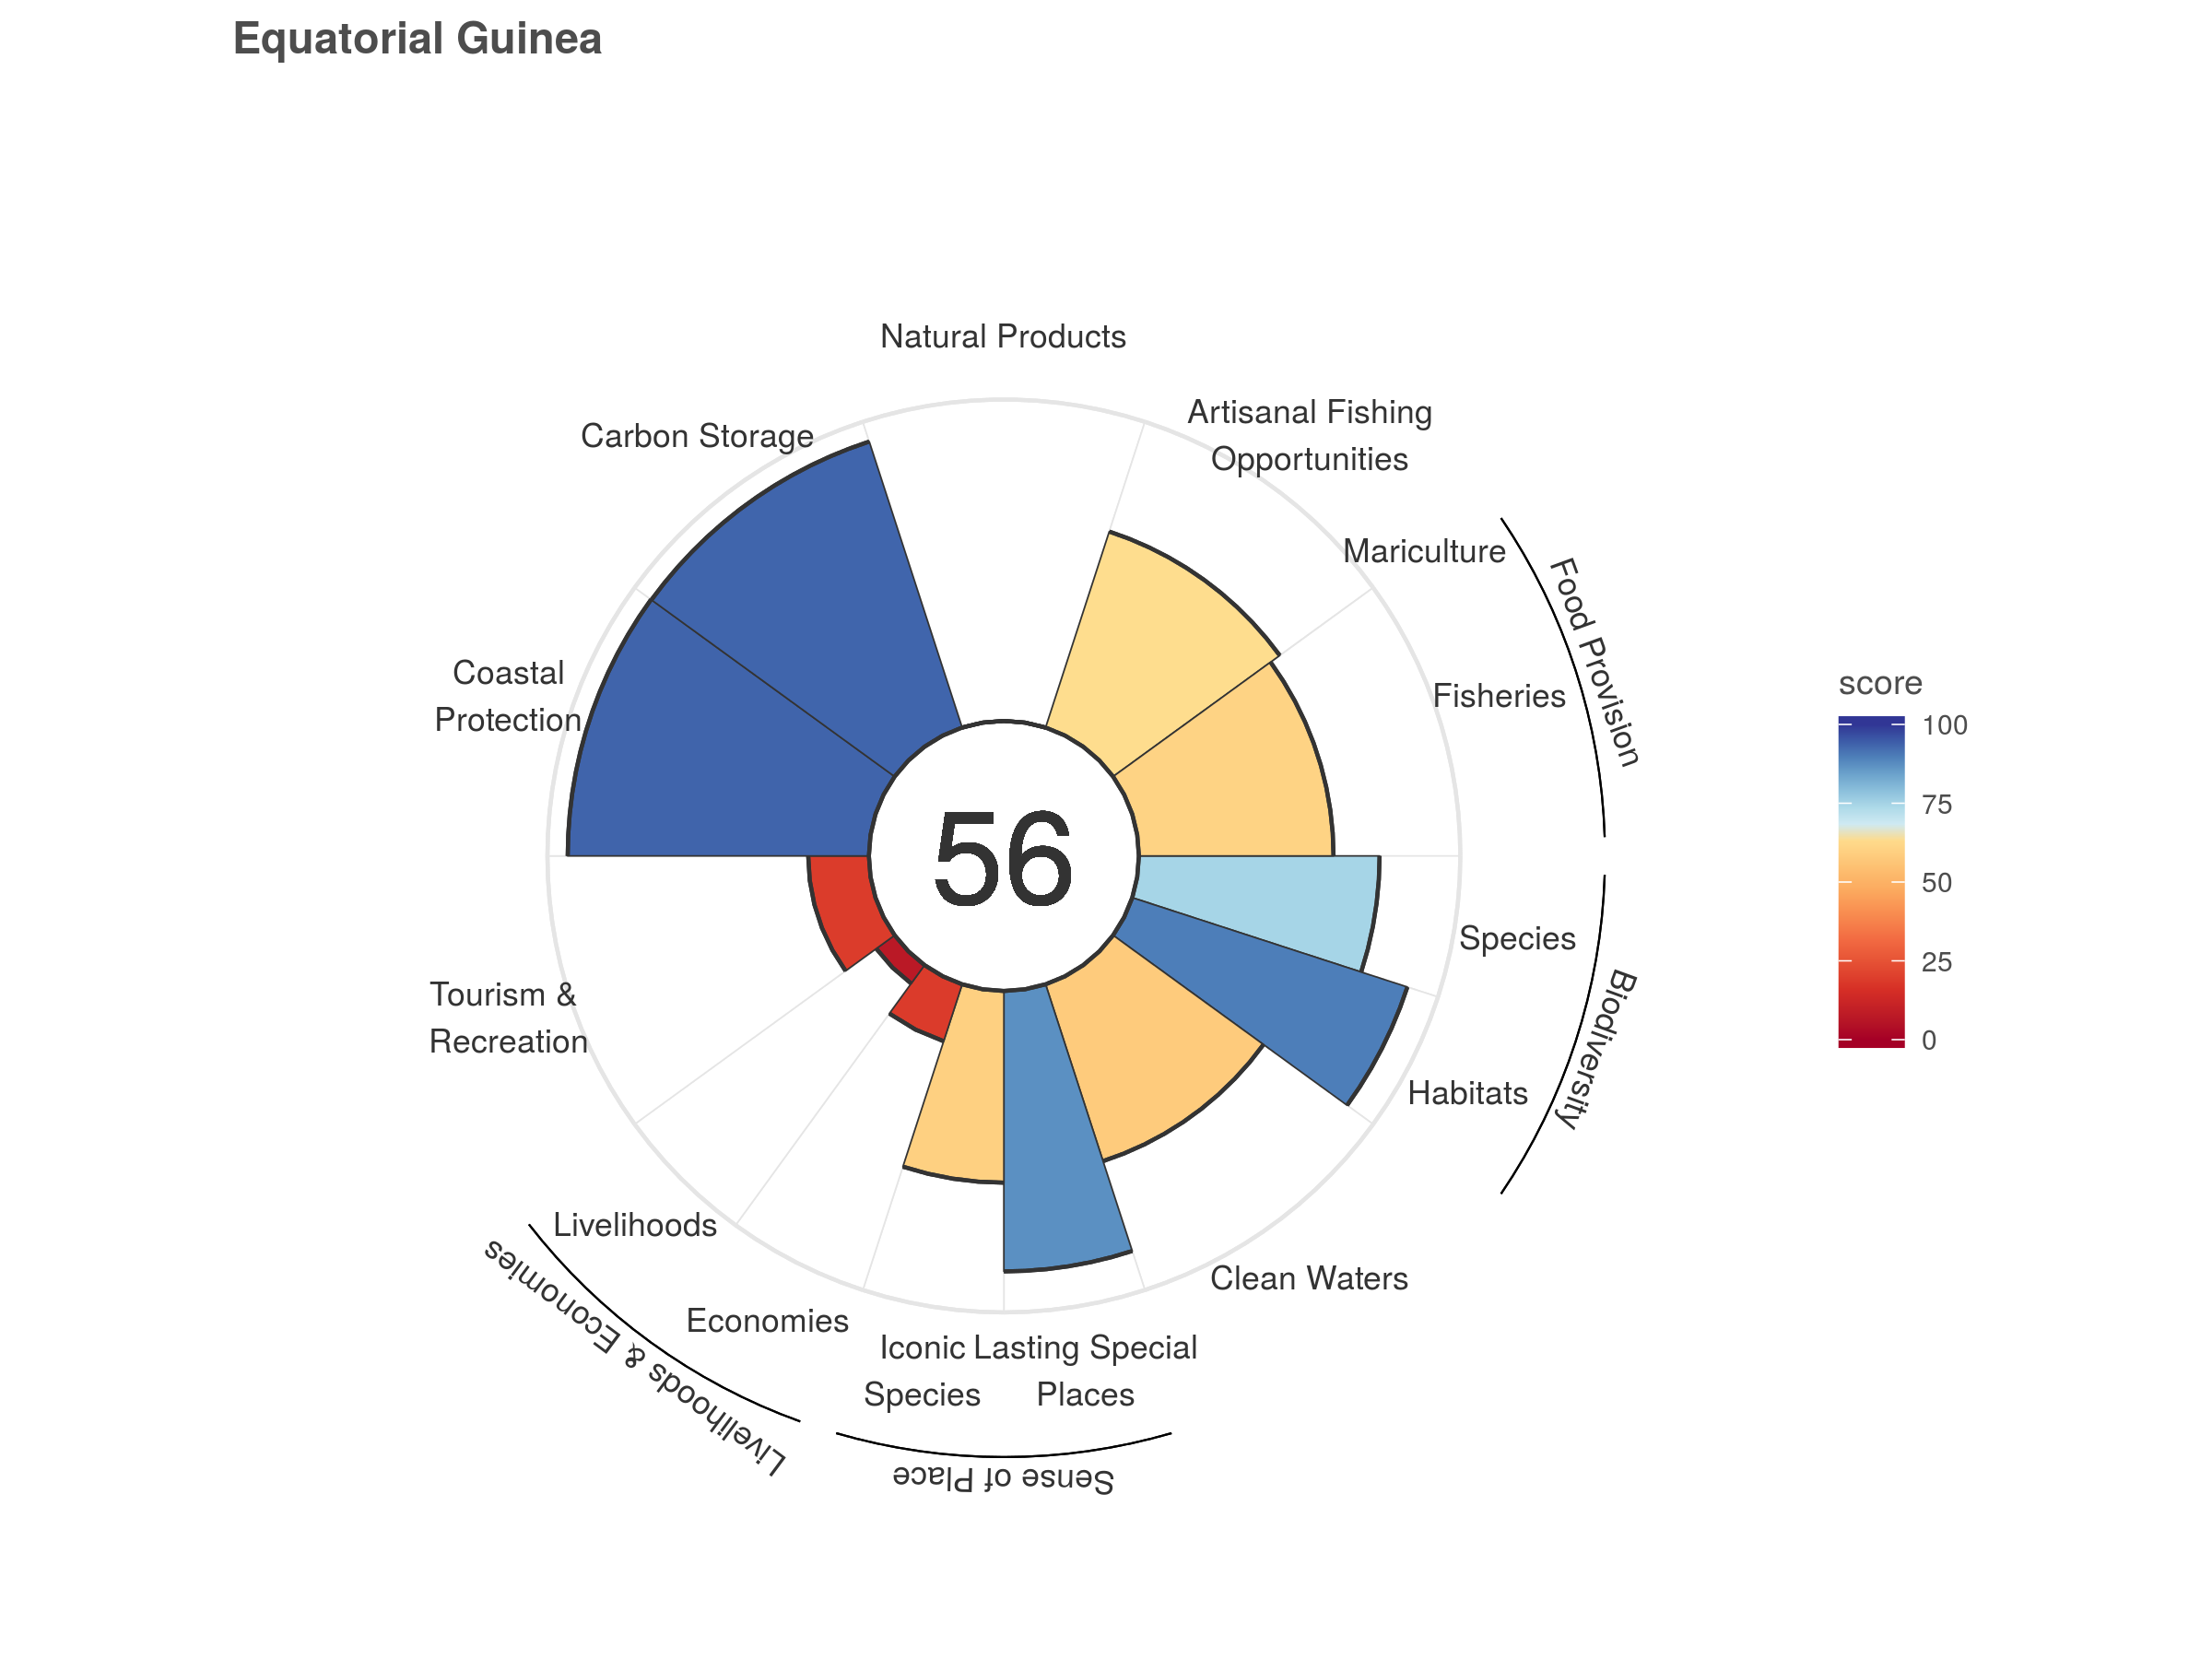 Equatorial Guinea
Natural Products
Artisanal Fishing
Opportunities
Carbon Storage
Mariculture
Food Provision
Fisheries
Coastal
Protection
score
100
75
50
25
0
56
Species
Biodiversity
Habitats
Tourism &
Recreation
Livelihoods
Livelihoods & Economies
Economies
Clean Waters
Iconic
Species
Lasting Special
Places
Sense of Place